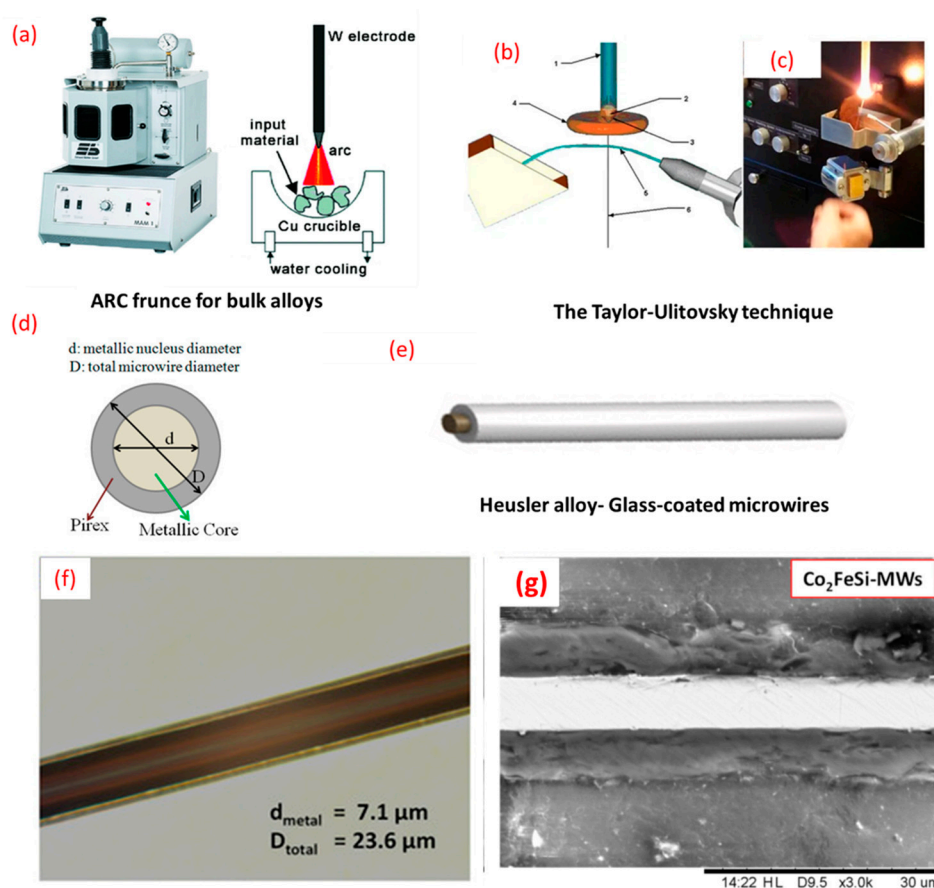 (a)
W electrode
input
material
arc
Cu crucible
water cooling
MAM 1
ARC frunce for bulk alloys
(b)
1
2
3
4
5
6
(c)
The Taylor-Ulitovsky technique
(d)
d: metallic nucleus diameter
D: total microwire diameter
d
D
Pirex
Metallic Core
(e)
Heusler alloy- Glass-coated microwires
(f)
d_metal = 7.1 μm
D_total = 23.6 μm
(g)
Co₂FeSi-MWs
14:22 HL D9.5 x3.0k 30 um